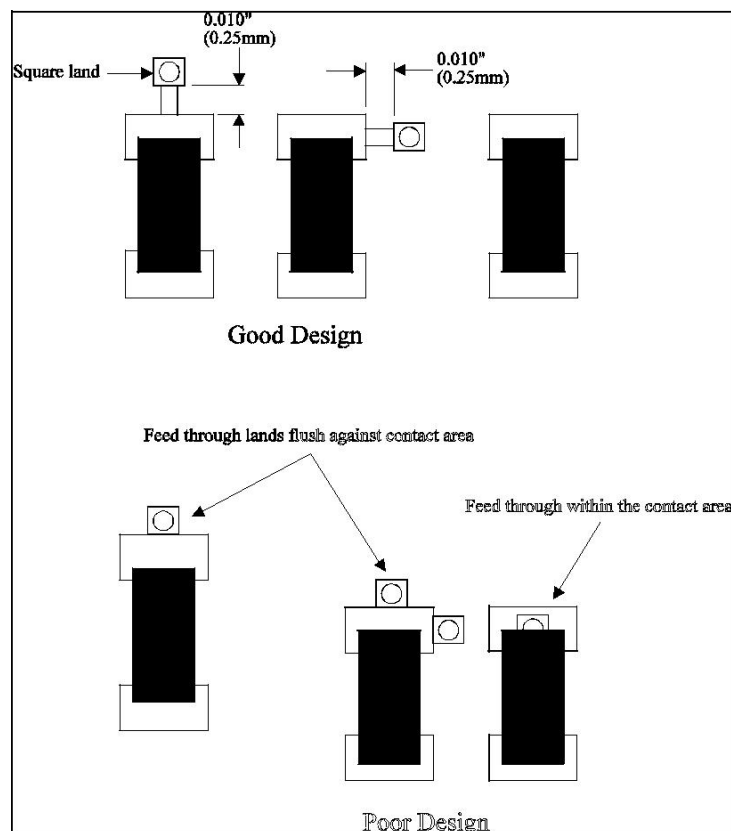 0.010"
(0.25mm)
Square land
0.010"
(0.25mm)
Good Design
Feed through lands flush against contact area
Feed through within the contact area
Poor Design